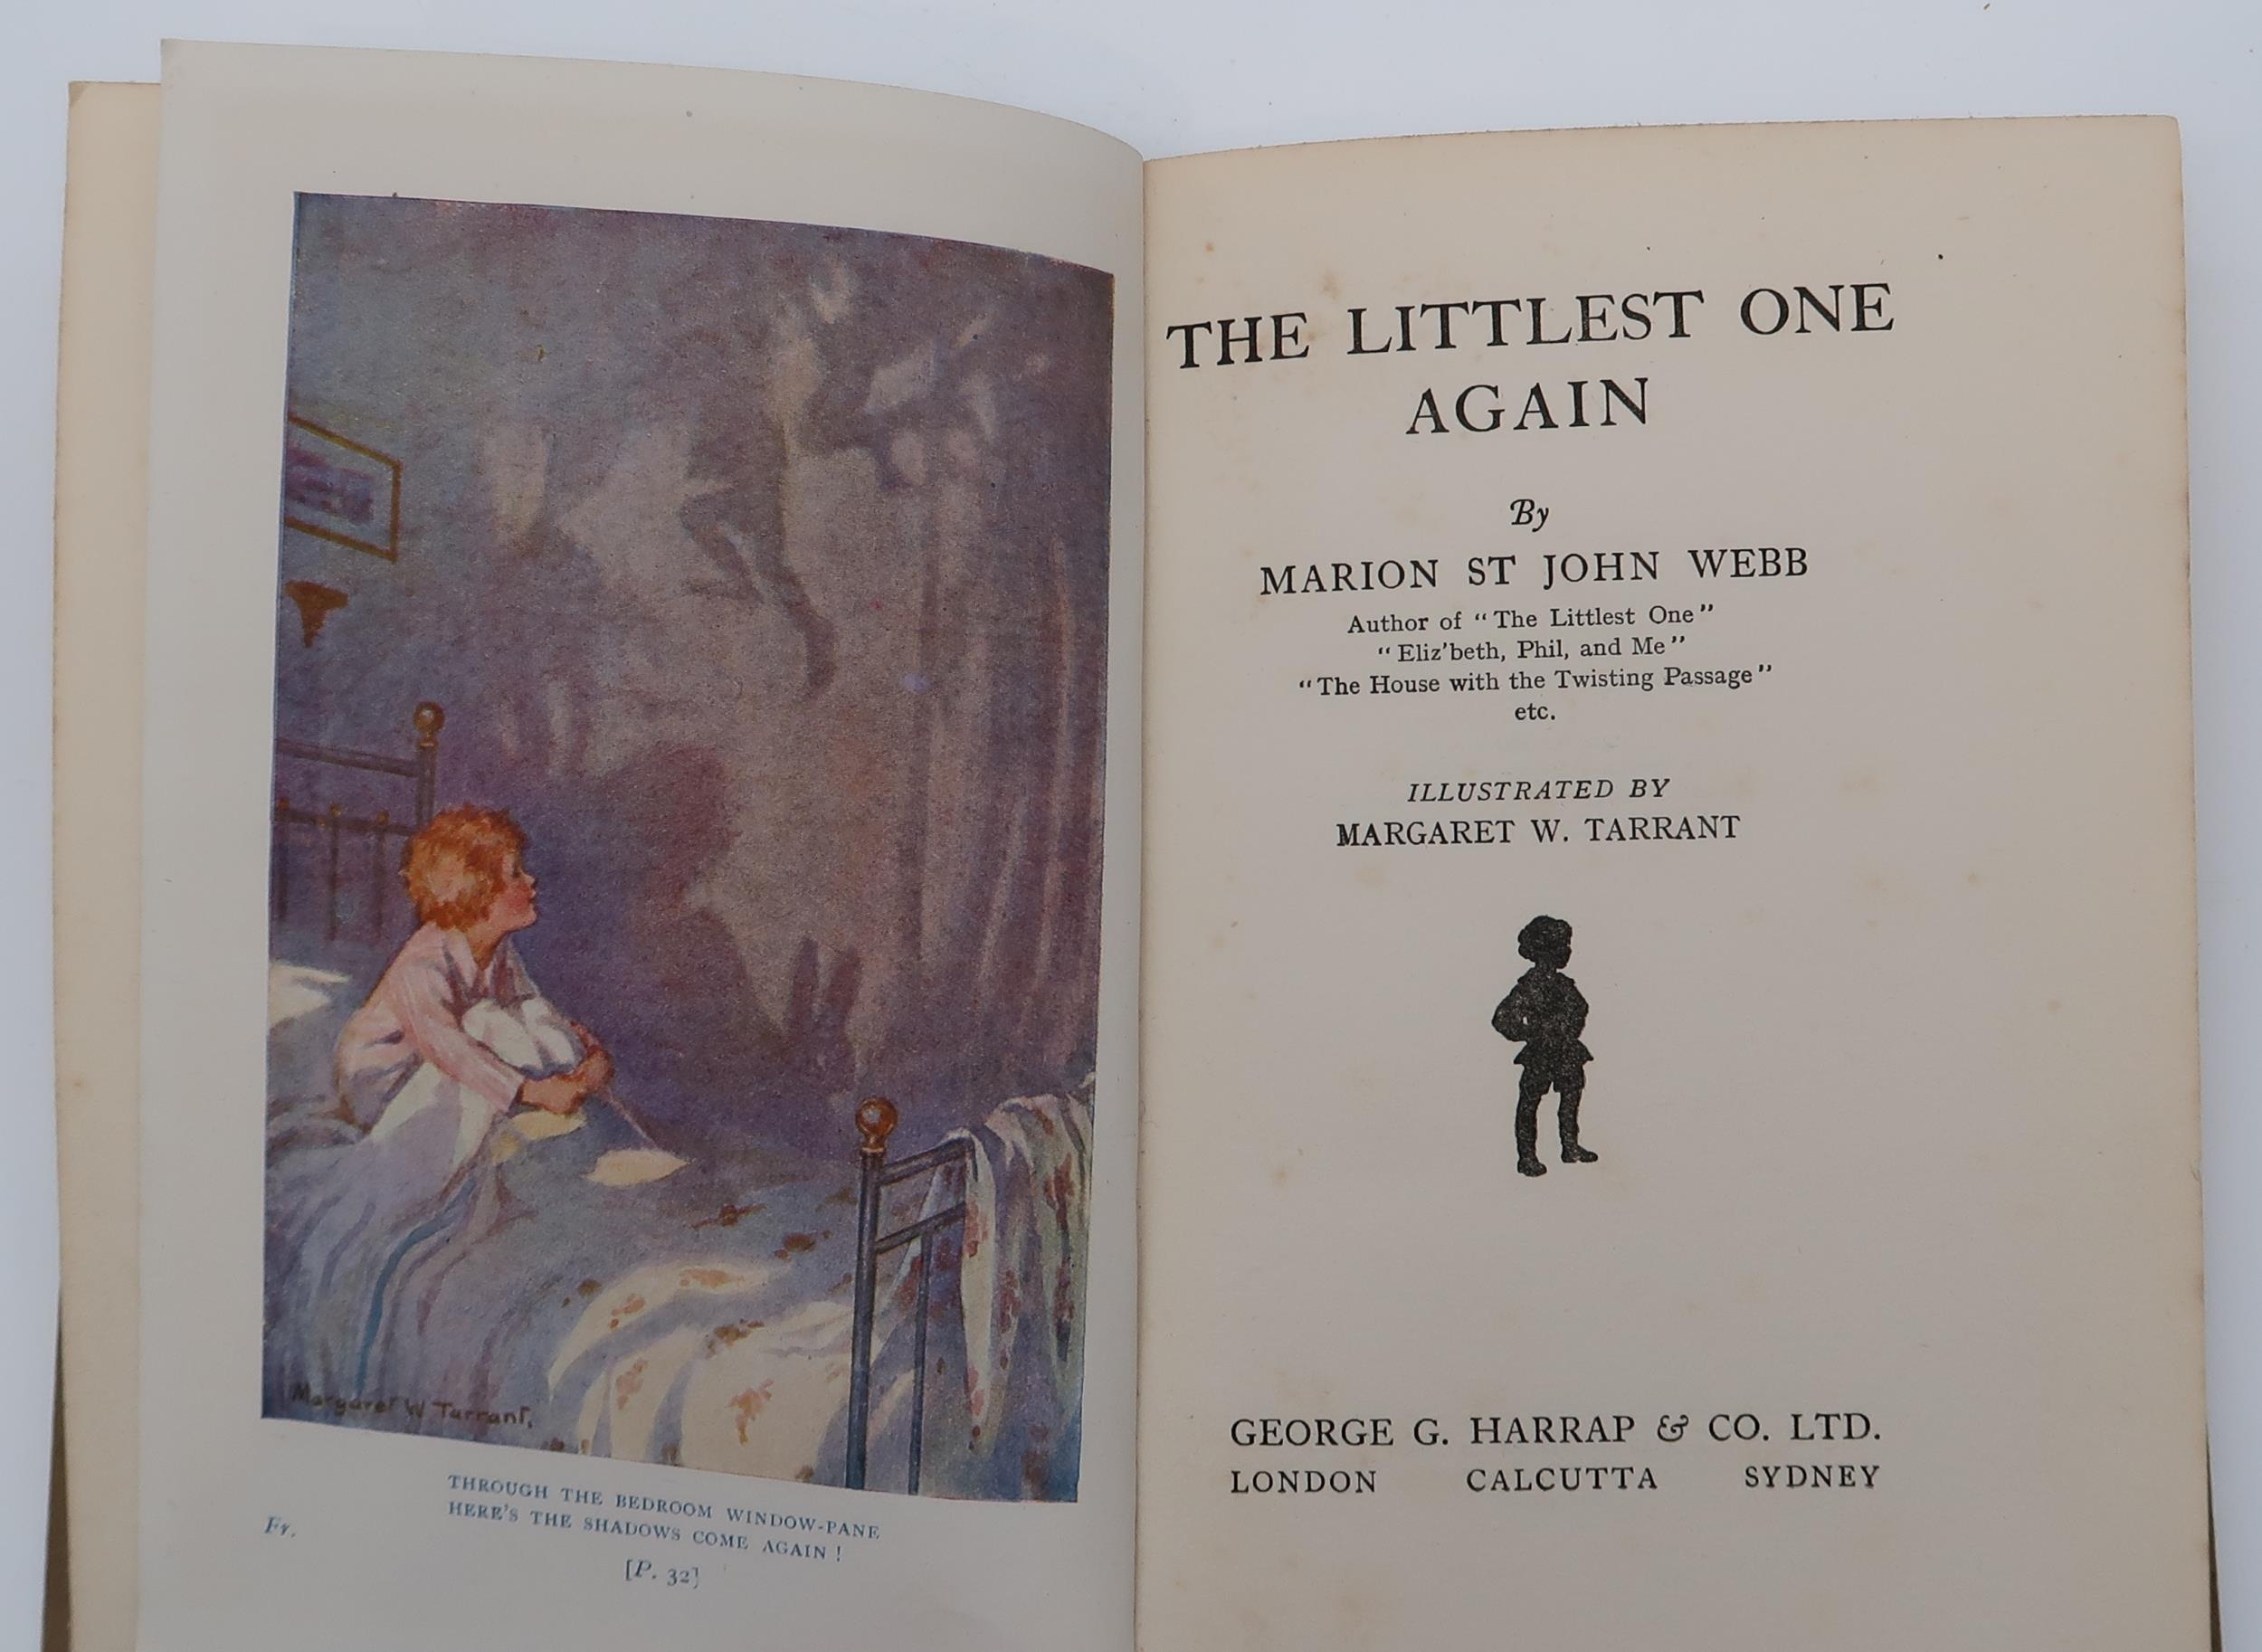 Margaret W Tarrant.
THROUGH THE BEDROOM WINDOW-PANE
HERE'S THE SHADOWS COME AGAIN!
Fr.
[P. 32]
THE LITTLEST ONE
AGAIN
By
MARION ST JOHN WEBB
Author of "The Littlest One"
"Eliz'beth, Phil, and Me"
"The House with the Twisting Passage"
etc.
ILLUSTRATED BY
MARGARET W. TARRANT
GEORGE G. HARRAP & CO. LTD.
LONDON CALCUTTA SYDNEY